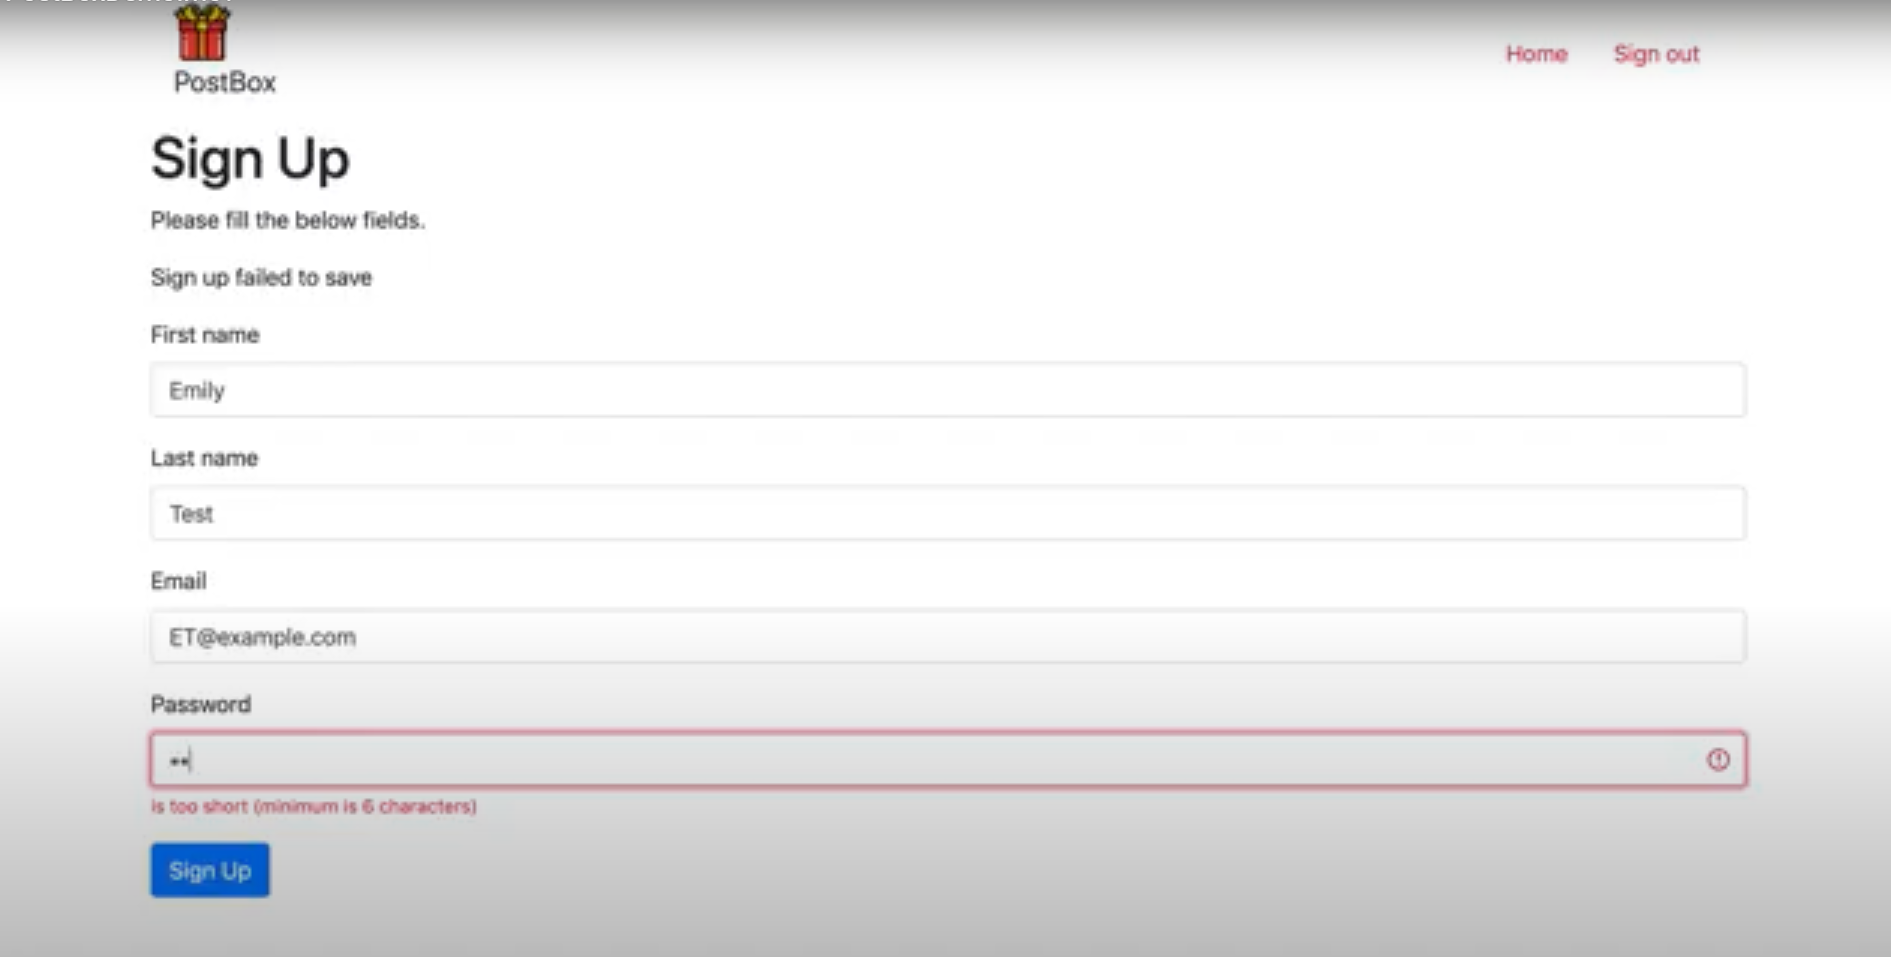 PostBox
Home
Sign out
Sign Up
Please fill the below fields.
Sign up failed to save
First name
Emily
Last name
Test
Email
ET@example.com
Password
is too short (minimum is 6 characters)
Sign Up